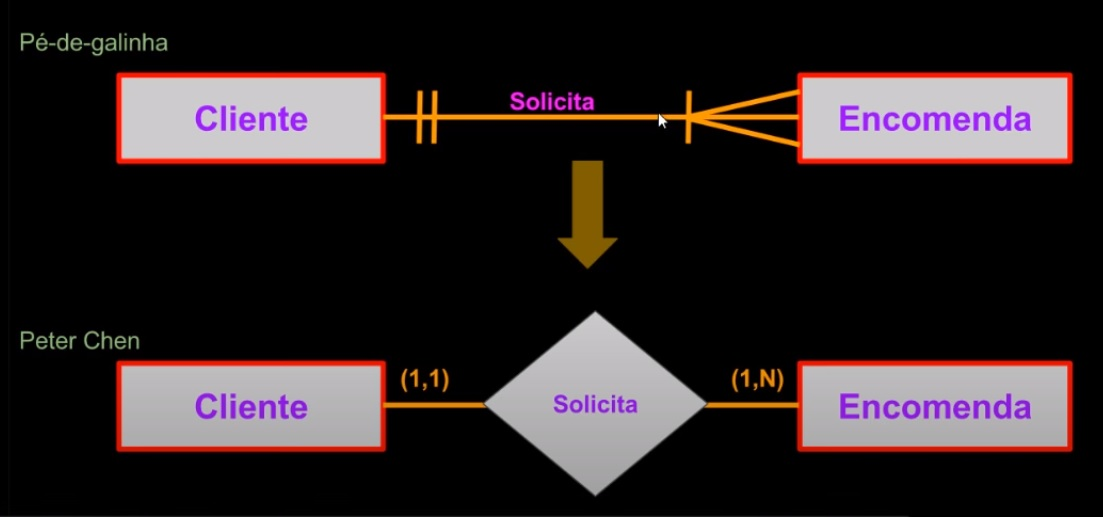 Pé-de-galinha
Cliente
Solicita
Encomenda
Peter Chen
Cliente
(1,1)
Solicita
(1,N)
Encomenda